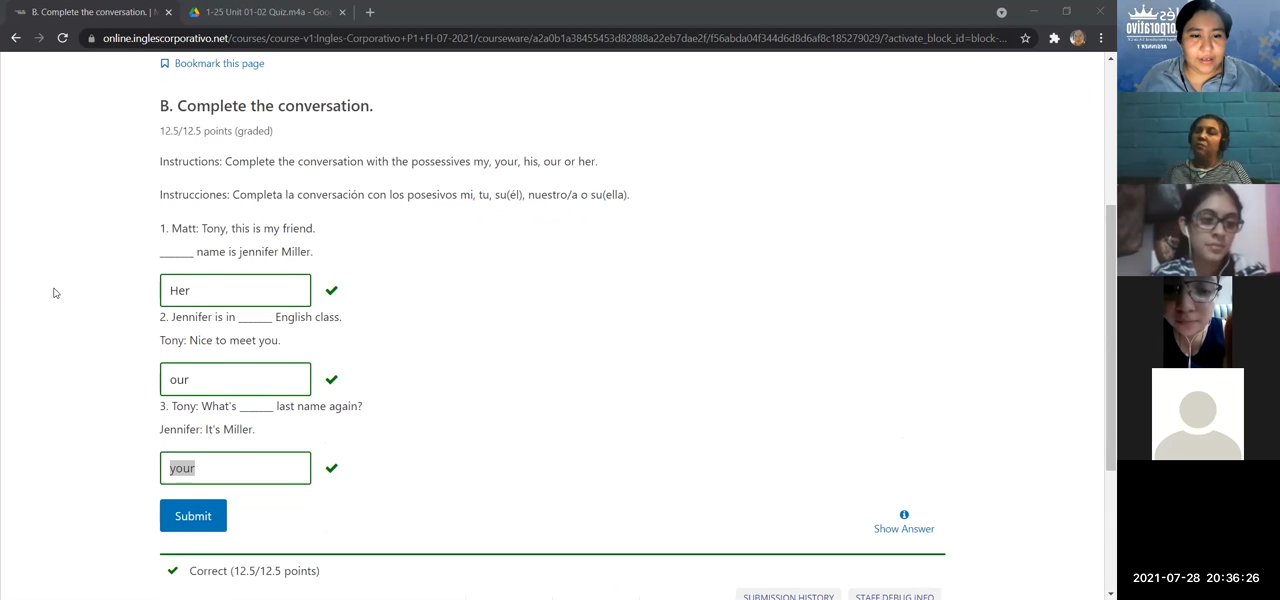 B. Complete the conversation. |
1-25 Unit 01-02 Quiz.m4a - Goo
online.inglescorporativo.net/courses/course-v1:Ingles-Corporativo+P1+FI-07-2021/courseware/a2a0b1a38455453d82888a22eb7dae2f/f56abda04f344d6d8d6af8c185279029/?activate_block_id=block-...
Bookmark this page
B. Complete the conversation.
12.5/12.5 points (graded)
Instructions: Complete the conversation with the possessives my, your, his, our or her.
Instrucciones: Completa la conversación con los posesivos mi, tu, su(él), nuestro/a o su(ella).
1. Matt: Tony, this is my friend.
______ name is jennifer Miller.
Her
2. Jennifer is in ______ English class.
Tony: Nice to meet you.
our
3. Tony: What's ______ last name again?
Jennifer: It's Miller.
your
Submit
Show Answer
Correct (12.5/12.5 points)
SUBMISSION HISTORY
STAFF DEBUG INFO
2021-07-28 20:36:26